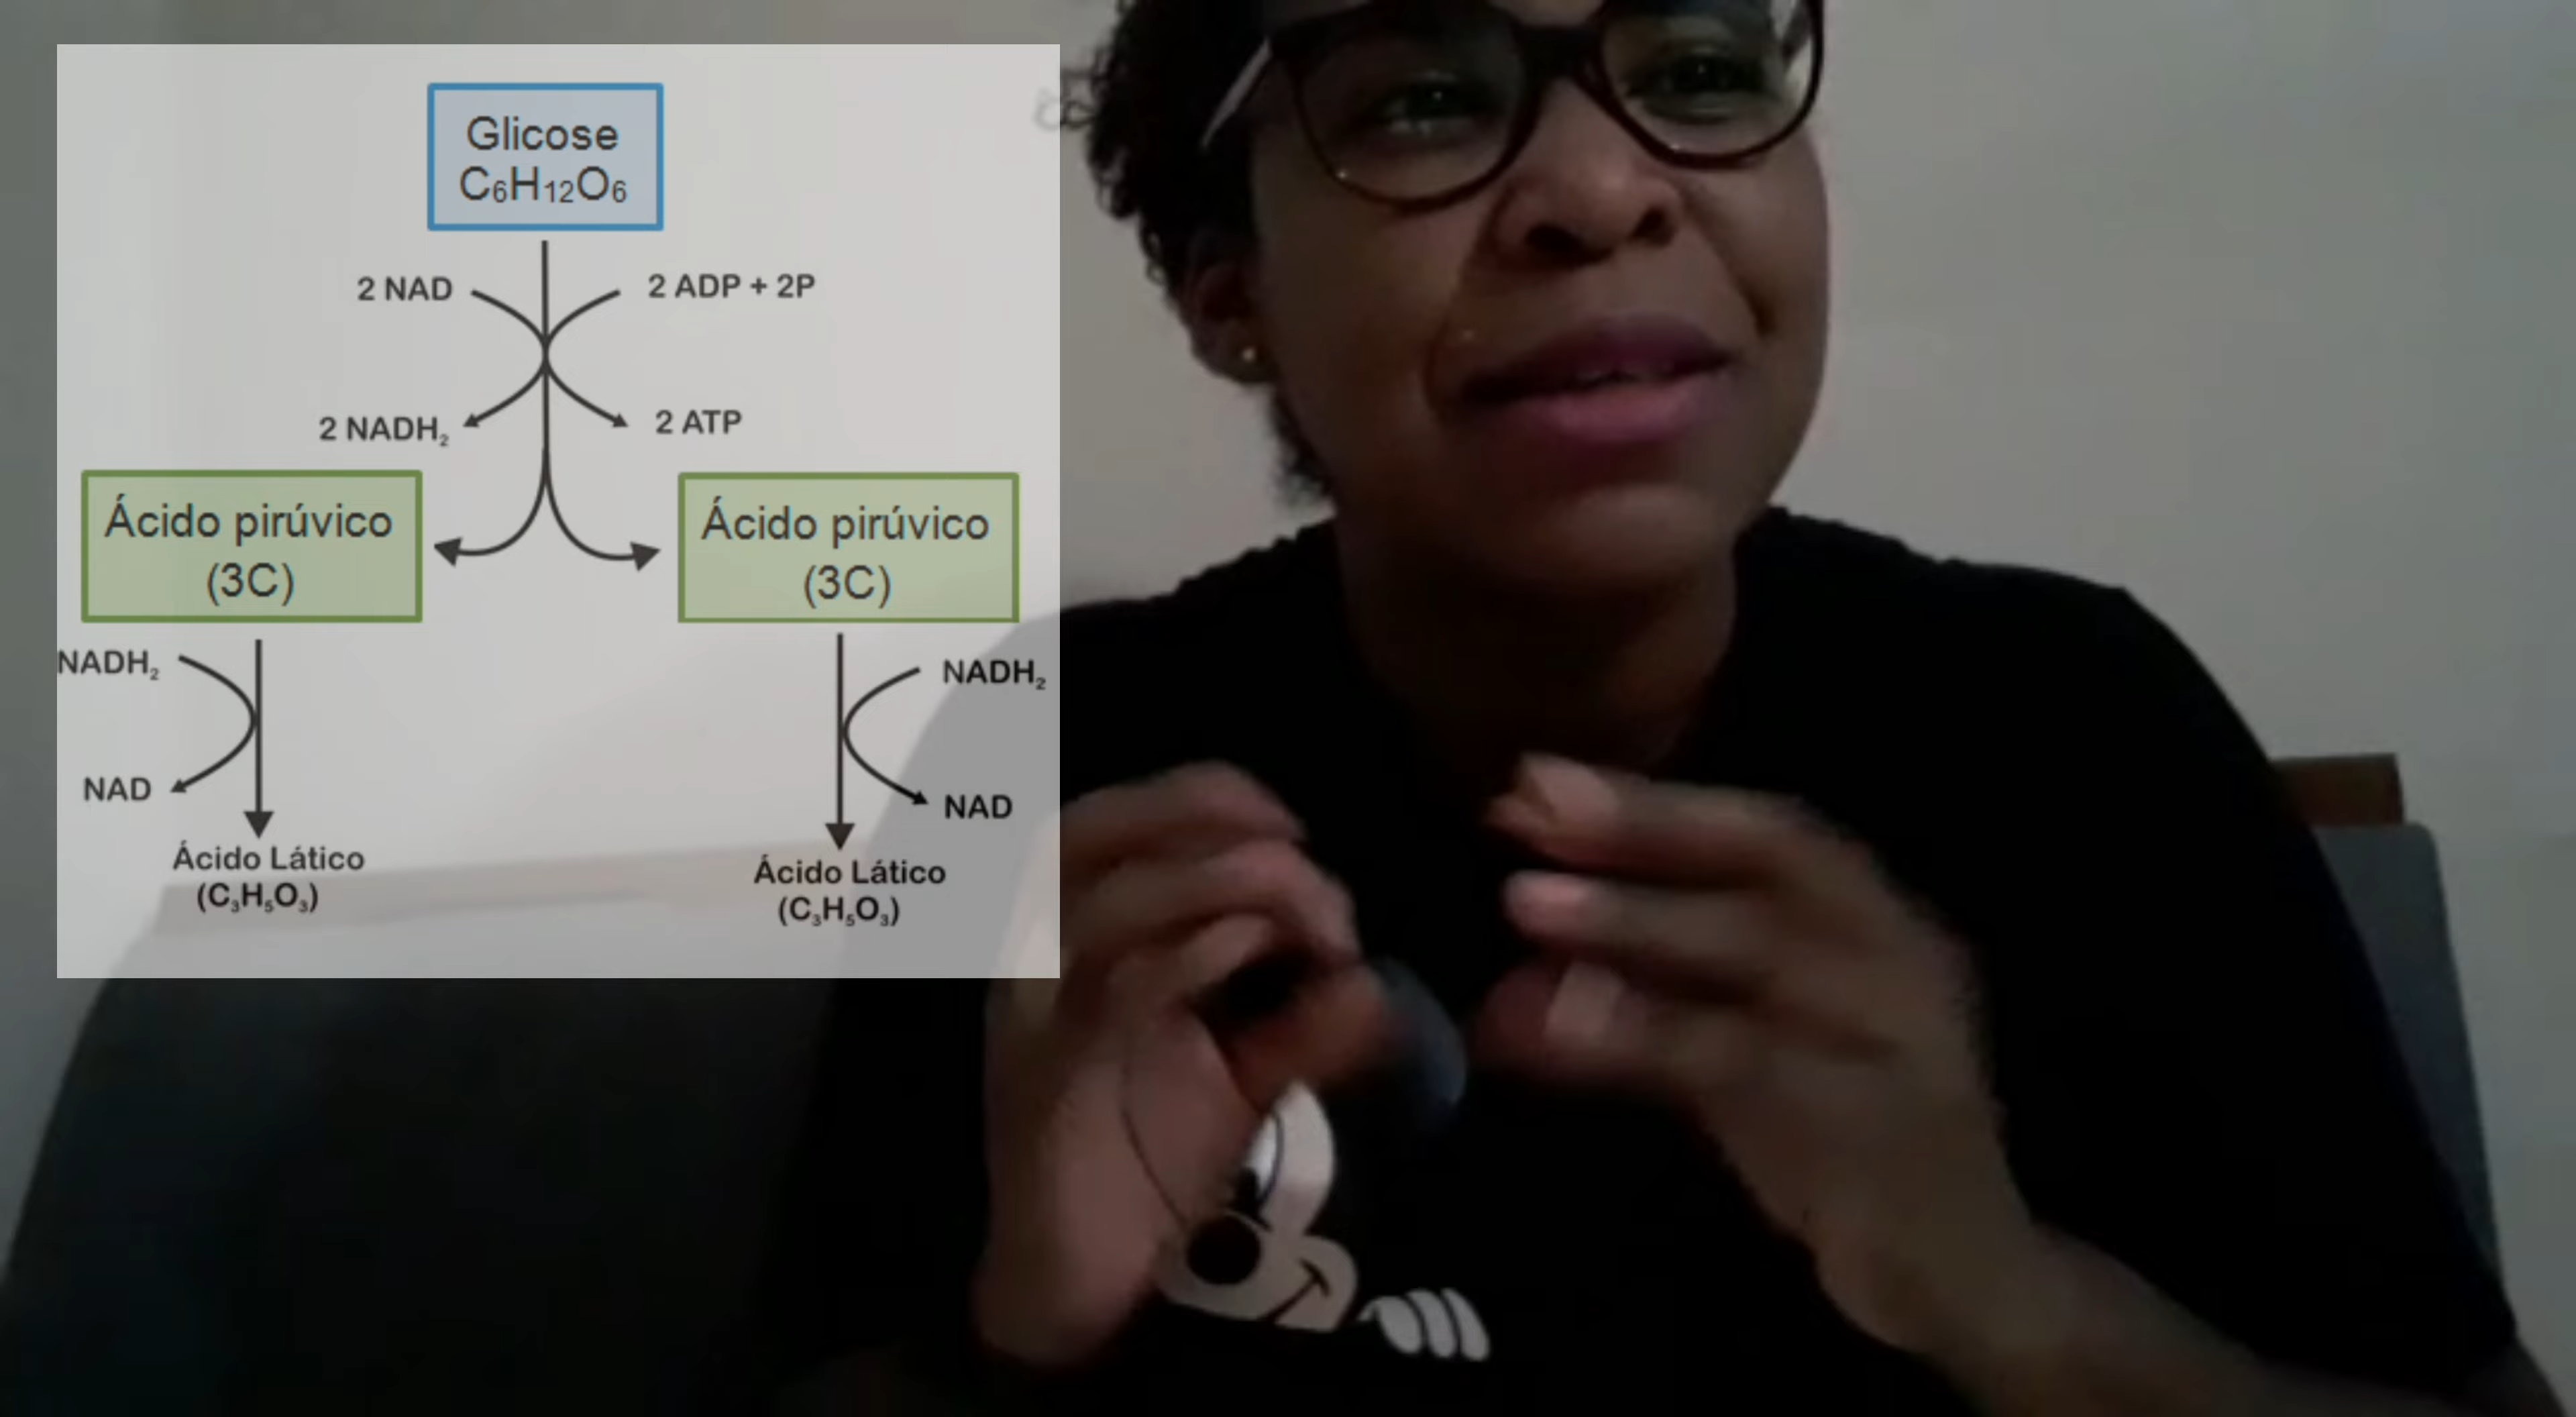 Glicose
C₆H₁₂O₆
2 NAD
2 ADP + 2P
2 NADH₂
2 ATP
Ácido pirúvico
(3C)
Ácido pirúvico
(3C)
NADH₂
NADH₂
NAD
NAD
Ácido Lático
(C₃H₅O₃)
Ácido Lático
(C₃H₅O₃)